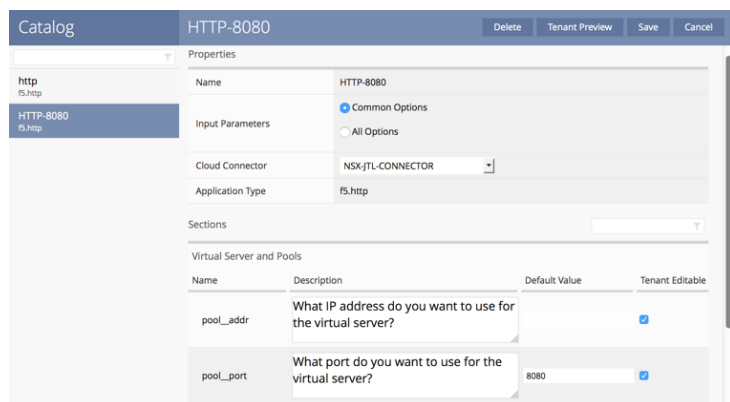 Catalog
HTTP-8080
Delete
Tenant Preview
Save
Cancel
http
f5.http
HTTP-8080
f5.http
Properties
Name
HTTP-8080
Input Parameters
Common Options
All Options
Cloud Connector
NSX-JTL-CONNECTOR
Application Type
f5.http
Sections
Virtual Server and Pools
Name
Description
Default Value
Tenant Editable
pool__addr
What IP address do you want to use for
the virtual server?
pool__port
What port do you want to use for the
virtual server?
8080